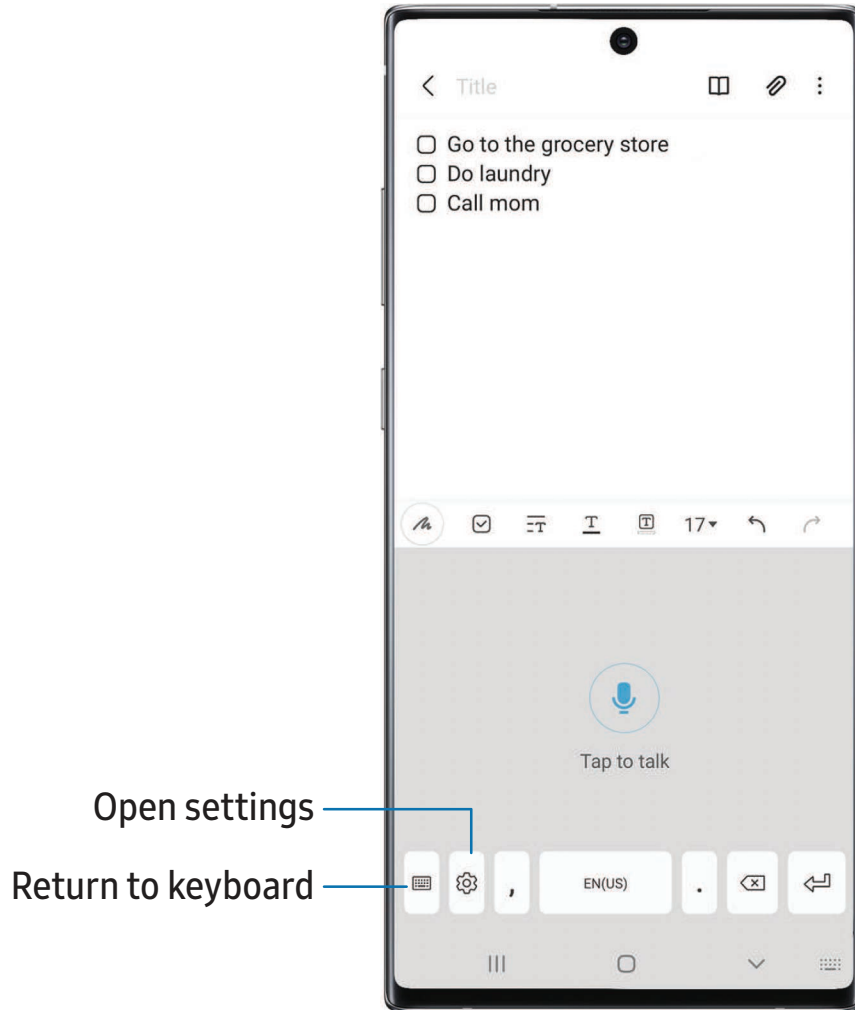 Title
Go to the grocery store
Do laundry
Call mom
17
Tap to talk
Open settings
Return to keyboard
, EN(US) .